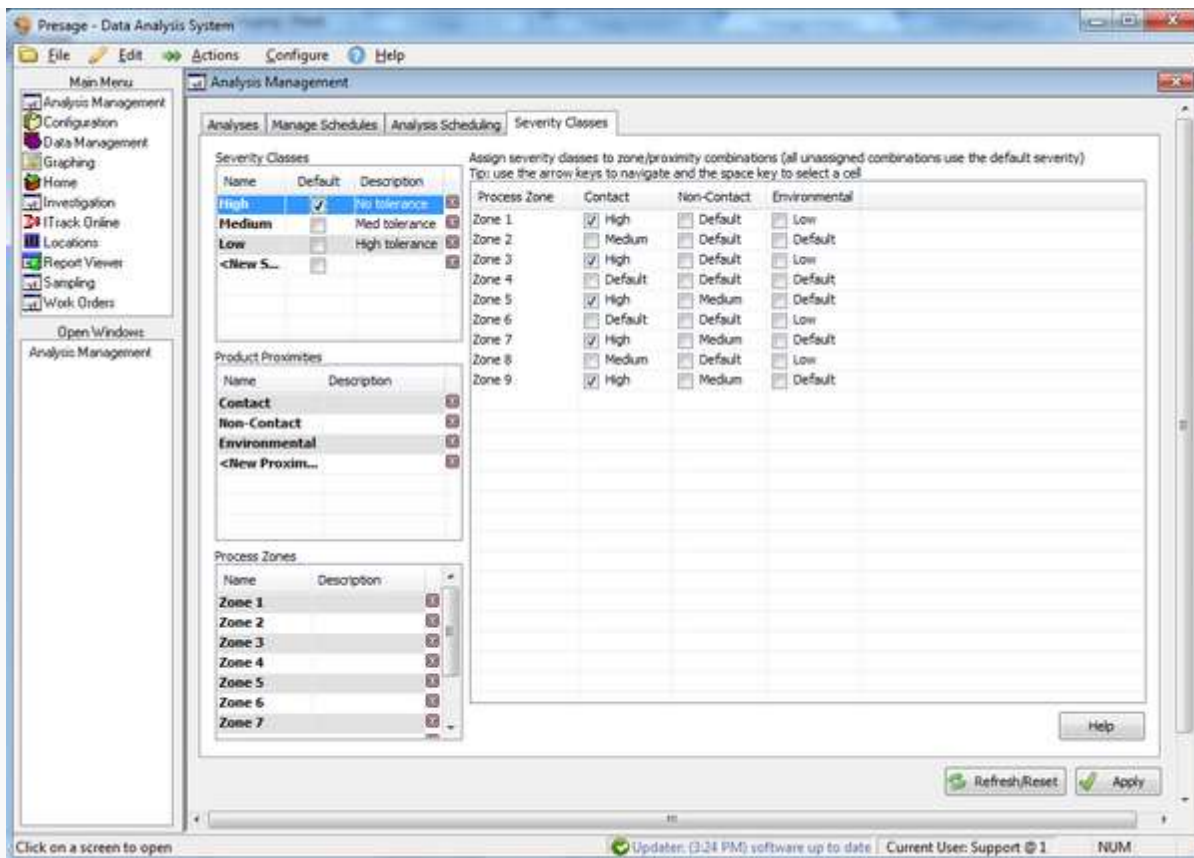 Presage - Data Analysis System
File Edit Actions Configure Help
Main Menu
Analysis Management
Configuration
Data Management
Graphing
Home
Investigation
ITrack Online
Locations
Report Viewer
Sampling
Work Orders
Open Windows
Analysis Management
Analysis Management
Analyses Manage Schedules Analysis Scheduling Severity Classes
Severity Classes
Name Default Description
High No tolerance
Medium Med tolerance
Low High tolerance
<New S...
Product Proximities
Name Description
Contact
Non-Contact
Environmental
<New Proxim...
Process Zones
Name Description
Zone 1
Zone 2
Zone 3
Zone 4
Zone 5
Zone 6
Zone 7
Assign severity classes to zone/proximity combinations (all unassigned combinations use the default severity)
Tip: use the arrow keys to navigate and the space key to select a cell
Process Zone Contact Non-Contact Environmental
Zone 1 High Default Low
Zone 2 Medium Default Default
Zone 3 High Default Low
Zone 4 Default Default Default
Zone 5 High Medium Default
Zone 6 Default Default Low
Zone 7 High Medium Default
Zone 8 Medium Default Low
Zone 9 High Medium Default
Help
Refresh/Reset Apply
Click on a screen to open
Updater: (3:24 PM) software up to date
Current User: Support @ 1
NUM